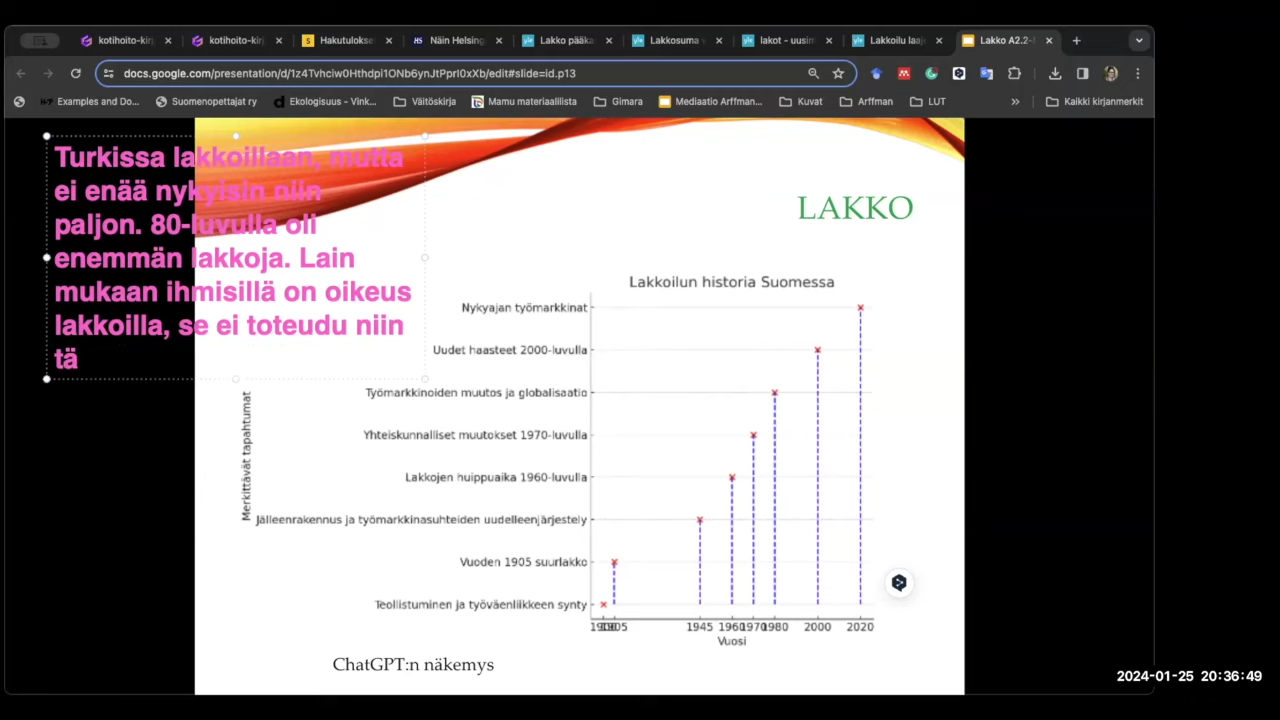 kotihoito-kirj
kotihoito-kirj
Hakutulokse
Näin Helsing
Lakko pääka
Lakkosuma v
lakot - uusim
Lakkoilu laaj
Lakko A2.2-
docs.google.com/presentation/d/1z4Tvhciw0Hthdpi1ONb6ynJtPprI0xXb/edit#slide=id.p13
Examples and Do...
Suomenopettajat ry
Ekologisuus - Vink...
Väitöskirja
Mamu materiaalilista
Gimara
Mediaatio Arffman...
Kuvat
Arffman
LUT
Kaikki kirjanmerkit
Turkissa lakkoillaan, mutta
ei enää nykyisin niin
paljon. 80-luvulla oli
enemmän lakkoja. Lain
mukaan ihmisillä on oikeus
lakkoilla, se ei toteudu niin
tä
LAKKO
Lakkoilun historia Suomessa
Nykyajan työmarkkinat
Uudet haasteet 2000-luvulla
Työmarkkinoiden muutos ja globalisaatio
Yhteiskunnalliset muutokset 1970-luvulla
Lakkojen huippuaika 1960-luvulla
Jälleenrakennus ja työmarkkinasuhteiden uudelleenjärjestely
Vuoden 1905 suurlakko
Teollistuminen ja työväenliikkeen synty
Merkittävät tapahtumat
1900 1905 1945 1960 1970 1980 2000 2020
Vuosi
ChatGPT:n näkemys
2024-01-25 20:36:49